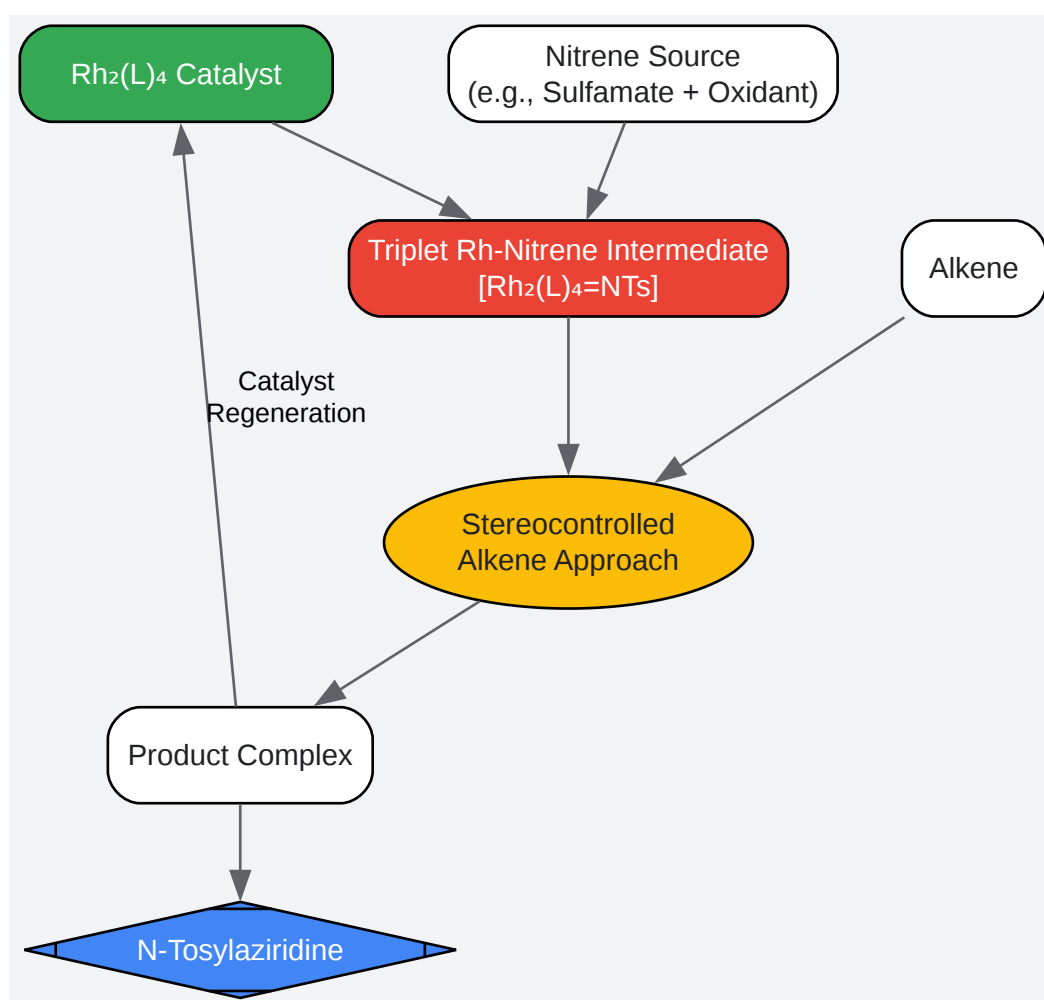 Rh₂(L)₄ Catalyst
Nitrene Source
(e.g., Sulfamate + Oxidant)
Triplet Rh-Nitrene Intermediate
[Rh₂(L)₄=NTs]
Alkene
Catalyst
Regeneration
Stereocontrolled
Alkene Approach
Product Complex
N-Tosylaziridine